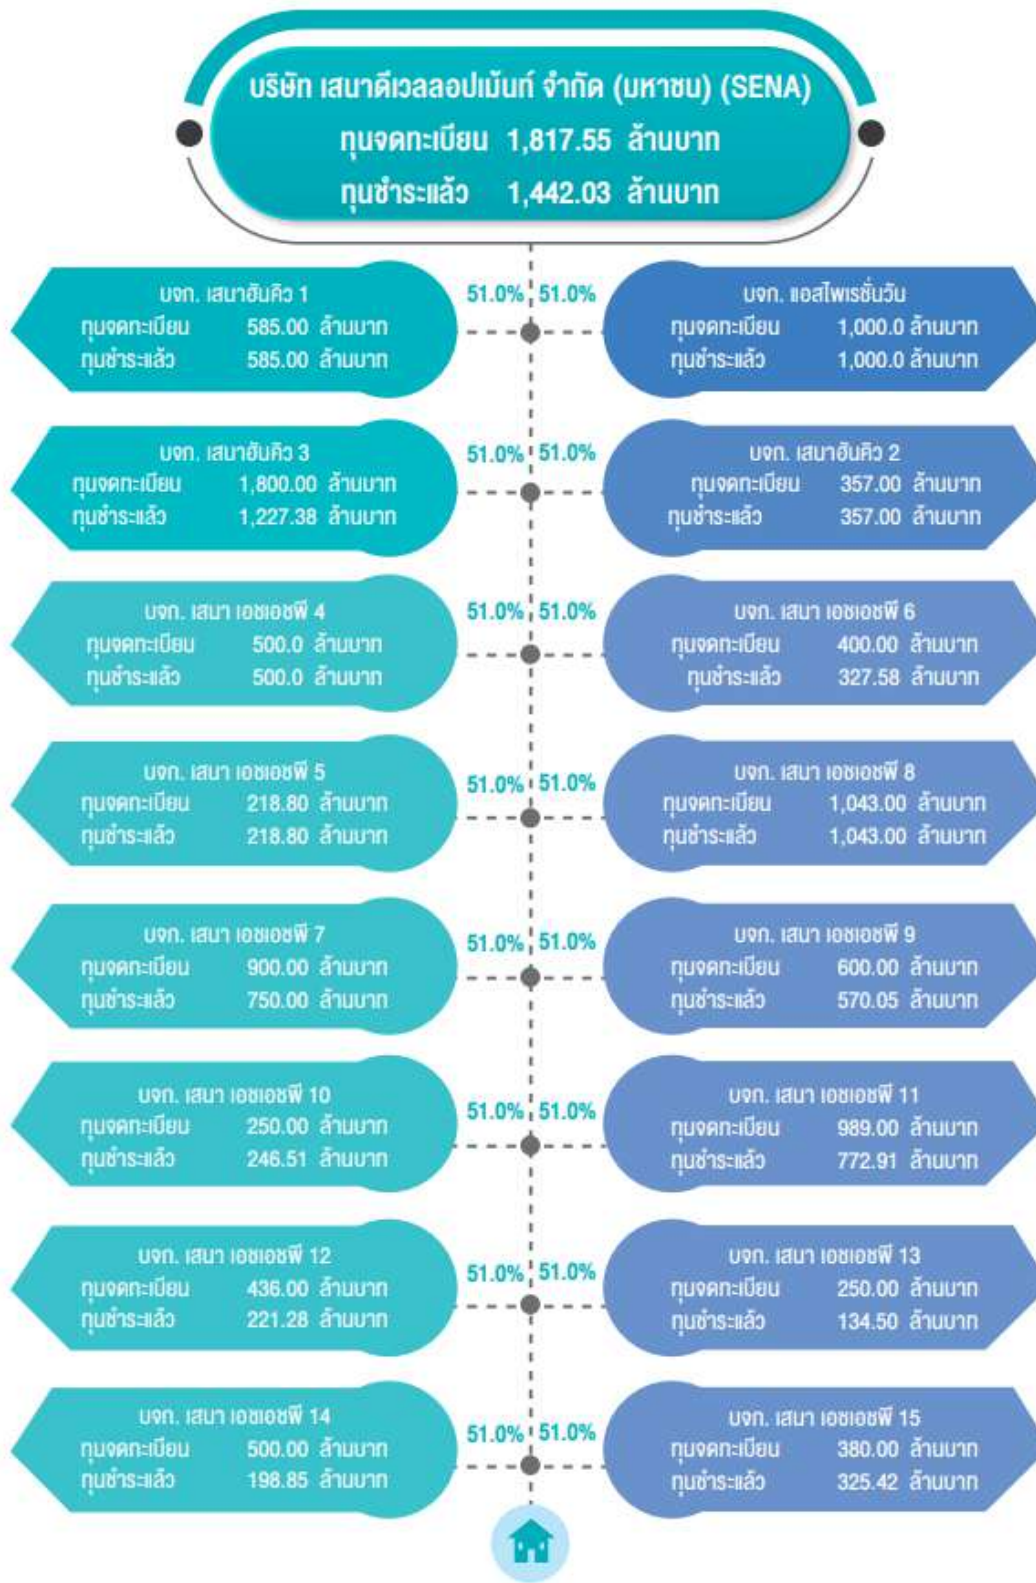 บริษัท เสนาดีเวลลอปเม้นท์ จำกัด (มหาชน) (SENA)
ทุนจดทะเบียน 1,817.55 ล้านบาท
ทุนชำระแล้ว 1,442.03 ล้านบาท
บจก. เสนาฮันคิว 1
ทุนจดทะเบียน 585.00 ล้านบาท
ทุนชำระแล้ว 585.00 ล้านบาท
51.0% 51.0%
บจก. แอสไพเรชั่นวัน
ทุนจดทะเบียน 1,000.0 ล้านบาท
ทุนชำระแล้ว 1,000.0 ล้านบาท
บจก. เสนาฮันคิว 3
ทุนจดทะเบียน 1,800.00 ล้านบาท
ทุนชำระแล้ว 1,227.38 ล้านบาท
51.0% 51.0%
บจก. เสนาฮันคิว 2
ทุนจดทะเบียน 357.00 ล้านบาท
ทุนชำระแล้ว 357.00 ล้านบาท
บจก. เสนา เอชเอชพี 4
ทุนจดทะเบียน 500.0 ล้านบาท
ทุนชำระแล้ว 500.0 ล้านบาท
51.0% 51.0%
บจก. เสนา เอชเอชพี 6
ทุนจดทะเบียน 400.00 ล้านบาท
ทุนชำระแล้ว 327.58 ล้านบาท
บจก. เสนา เอชเอชพี 5
ทุนจดทะเบียน 218.80 ล้านบาท
ทุนชำระแล้ว 218.80 ล้านบาท
51.0% 51.0%
บจก. เสนา เอชเอชพี 8
ทุนจดทะเบียน 1,043.00 ล้านบาท
ทุนชำระแล้ว 1,043.00 ล้านบาท
บจก. เสนา เอชเอชพี 7
ทุนจดทะเบียน 900.00 ล้านบาท
ทุนชำระแล้ว 750.00 ล้านบาท
51.0% 51.0%
บจก. เสนา เอชเอชพี 9
ทุนจดทะเบียน 600.00 ล้านบาท
ทุนชำระแล้ว 570.05 ล้านบาท
บจก. เสนา เอชเอชพี 10
ทุนจดทะเบียน 250.00 ล้านบาท
ทุนชำระแล้ว 246.51 ล้านบาท
51.0% 51.0%
บจก. เสนา เอชเอชพี 11
ทุนจดทะเบียน 989.00 ล้านบาท
ทุนชำระแล้ว 772.91 ล้านบาท
บจก. เสนา เอชเอชพี 12
ทุนจดทะเบียน 436.00 ล้านบาท
ทุนชำระแล้ว 221.28 ล้านบาท
51.0% 51.0%
บจก. เสนา เอชเอชพี 13
ทุนจดทะเบียน 250.00 ล้านบาท
ทุนชำระแล้ว 134.50 ล้านบาท
บจก. เสนา เอชเอชพี 14
ทุนจดทะเบียน 500.00 ล้านบาท
ทุนชำระแล้ว 198.85 ล้านบาท
51.0% 51.0%
บจก. เสนา เอชเอชพี 15
ทุนจดทะเบียน 380.00 ล้านบาท
ทุนชำระแล้ว 325.42 ล้านบาท